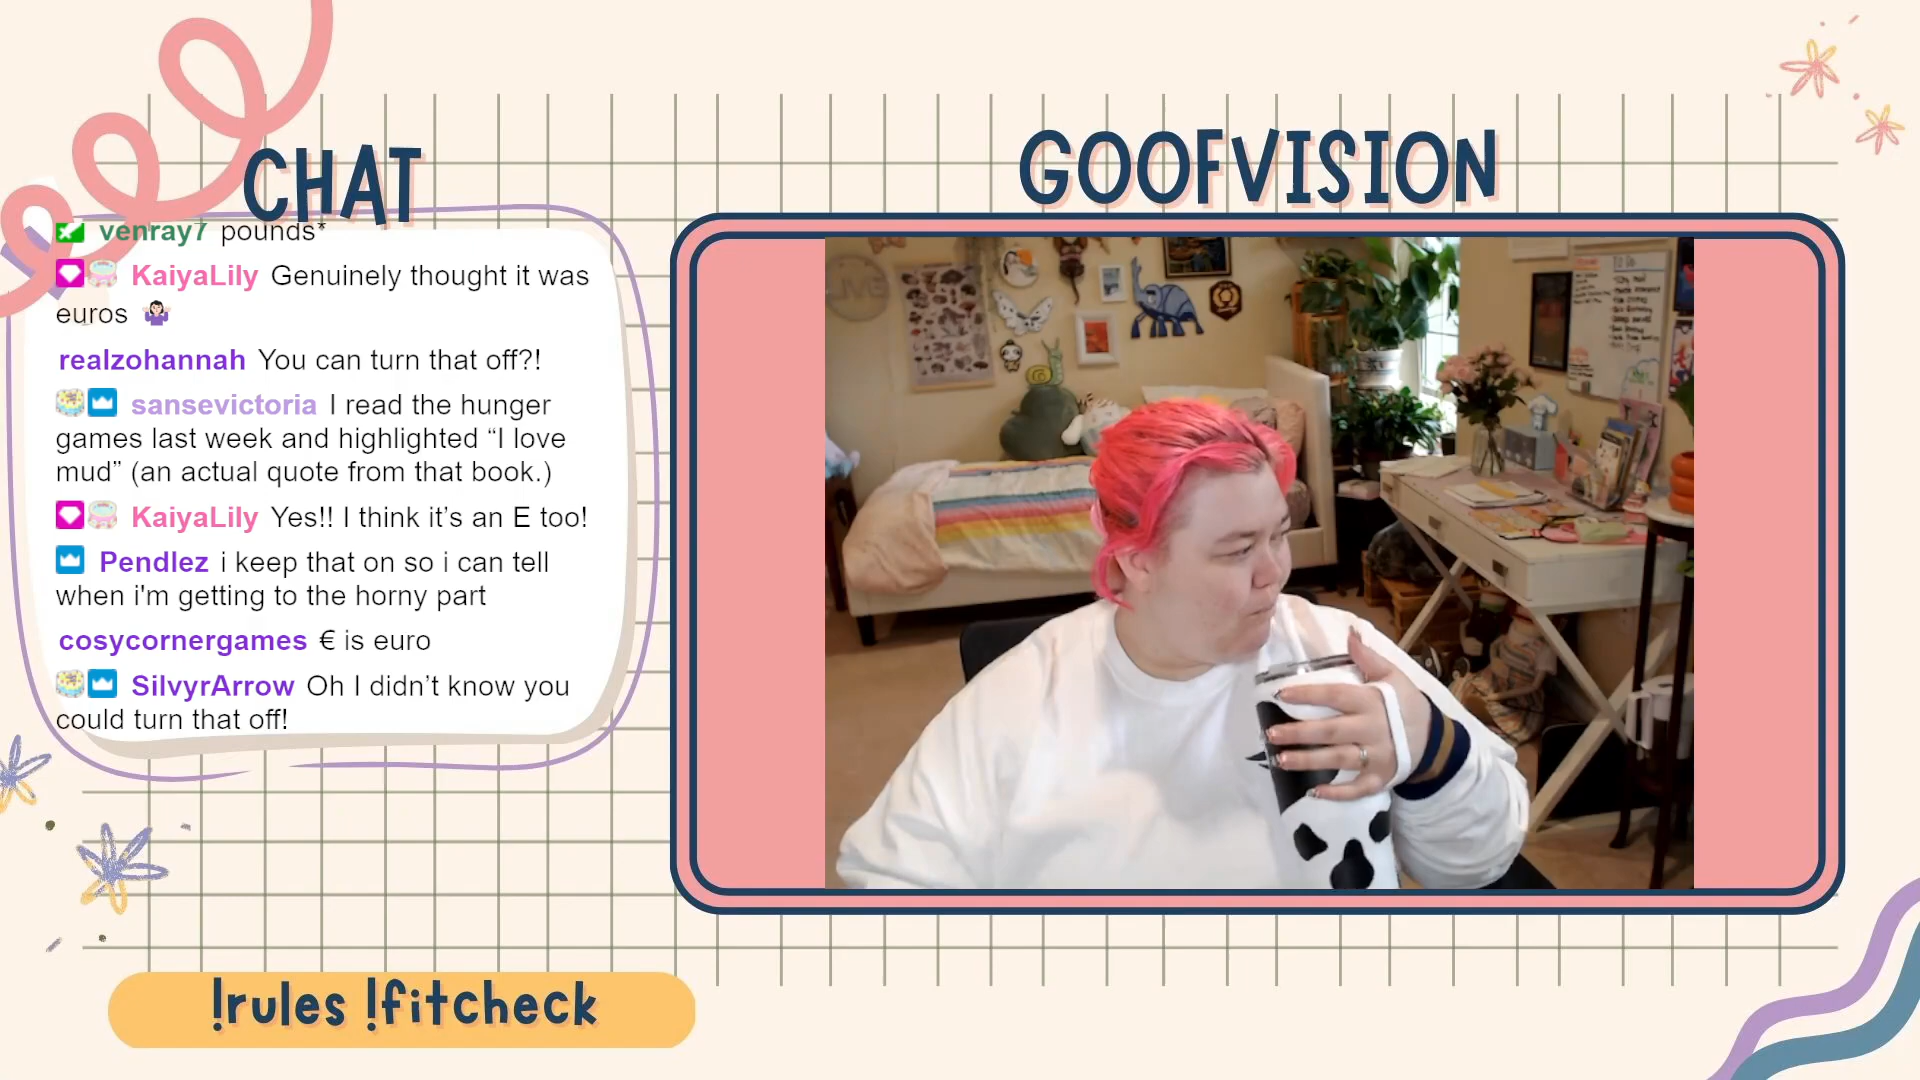 CHAT
GOOFVISION
venray7 pounds*
KaiyaLily Genuinely thought it was
euros 🤷🏻‍♀️
realzohannah You can turn that off?!
sansevictoria I read the hunger
games last week and highlighted “I love
mud” (an actual quote from that book.)
KaiyaLily Yes!! I think it’s an E too!
Pendlez i keep that on so i can tell
when i'm getting to the horny part
cosycornergames € is euro
SilvyrArrow Oh I didn’t know you
could turn that off!
!rules !fitcheck